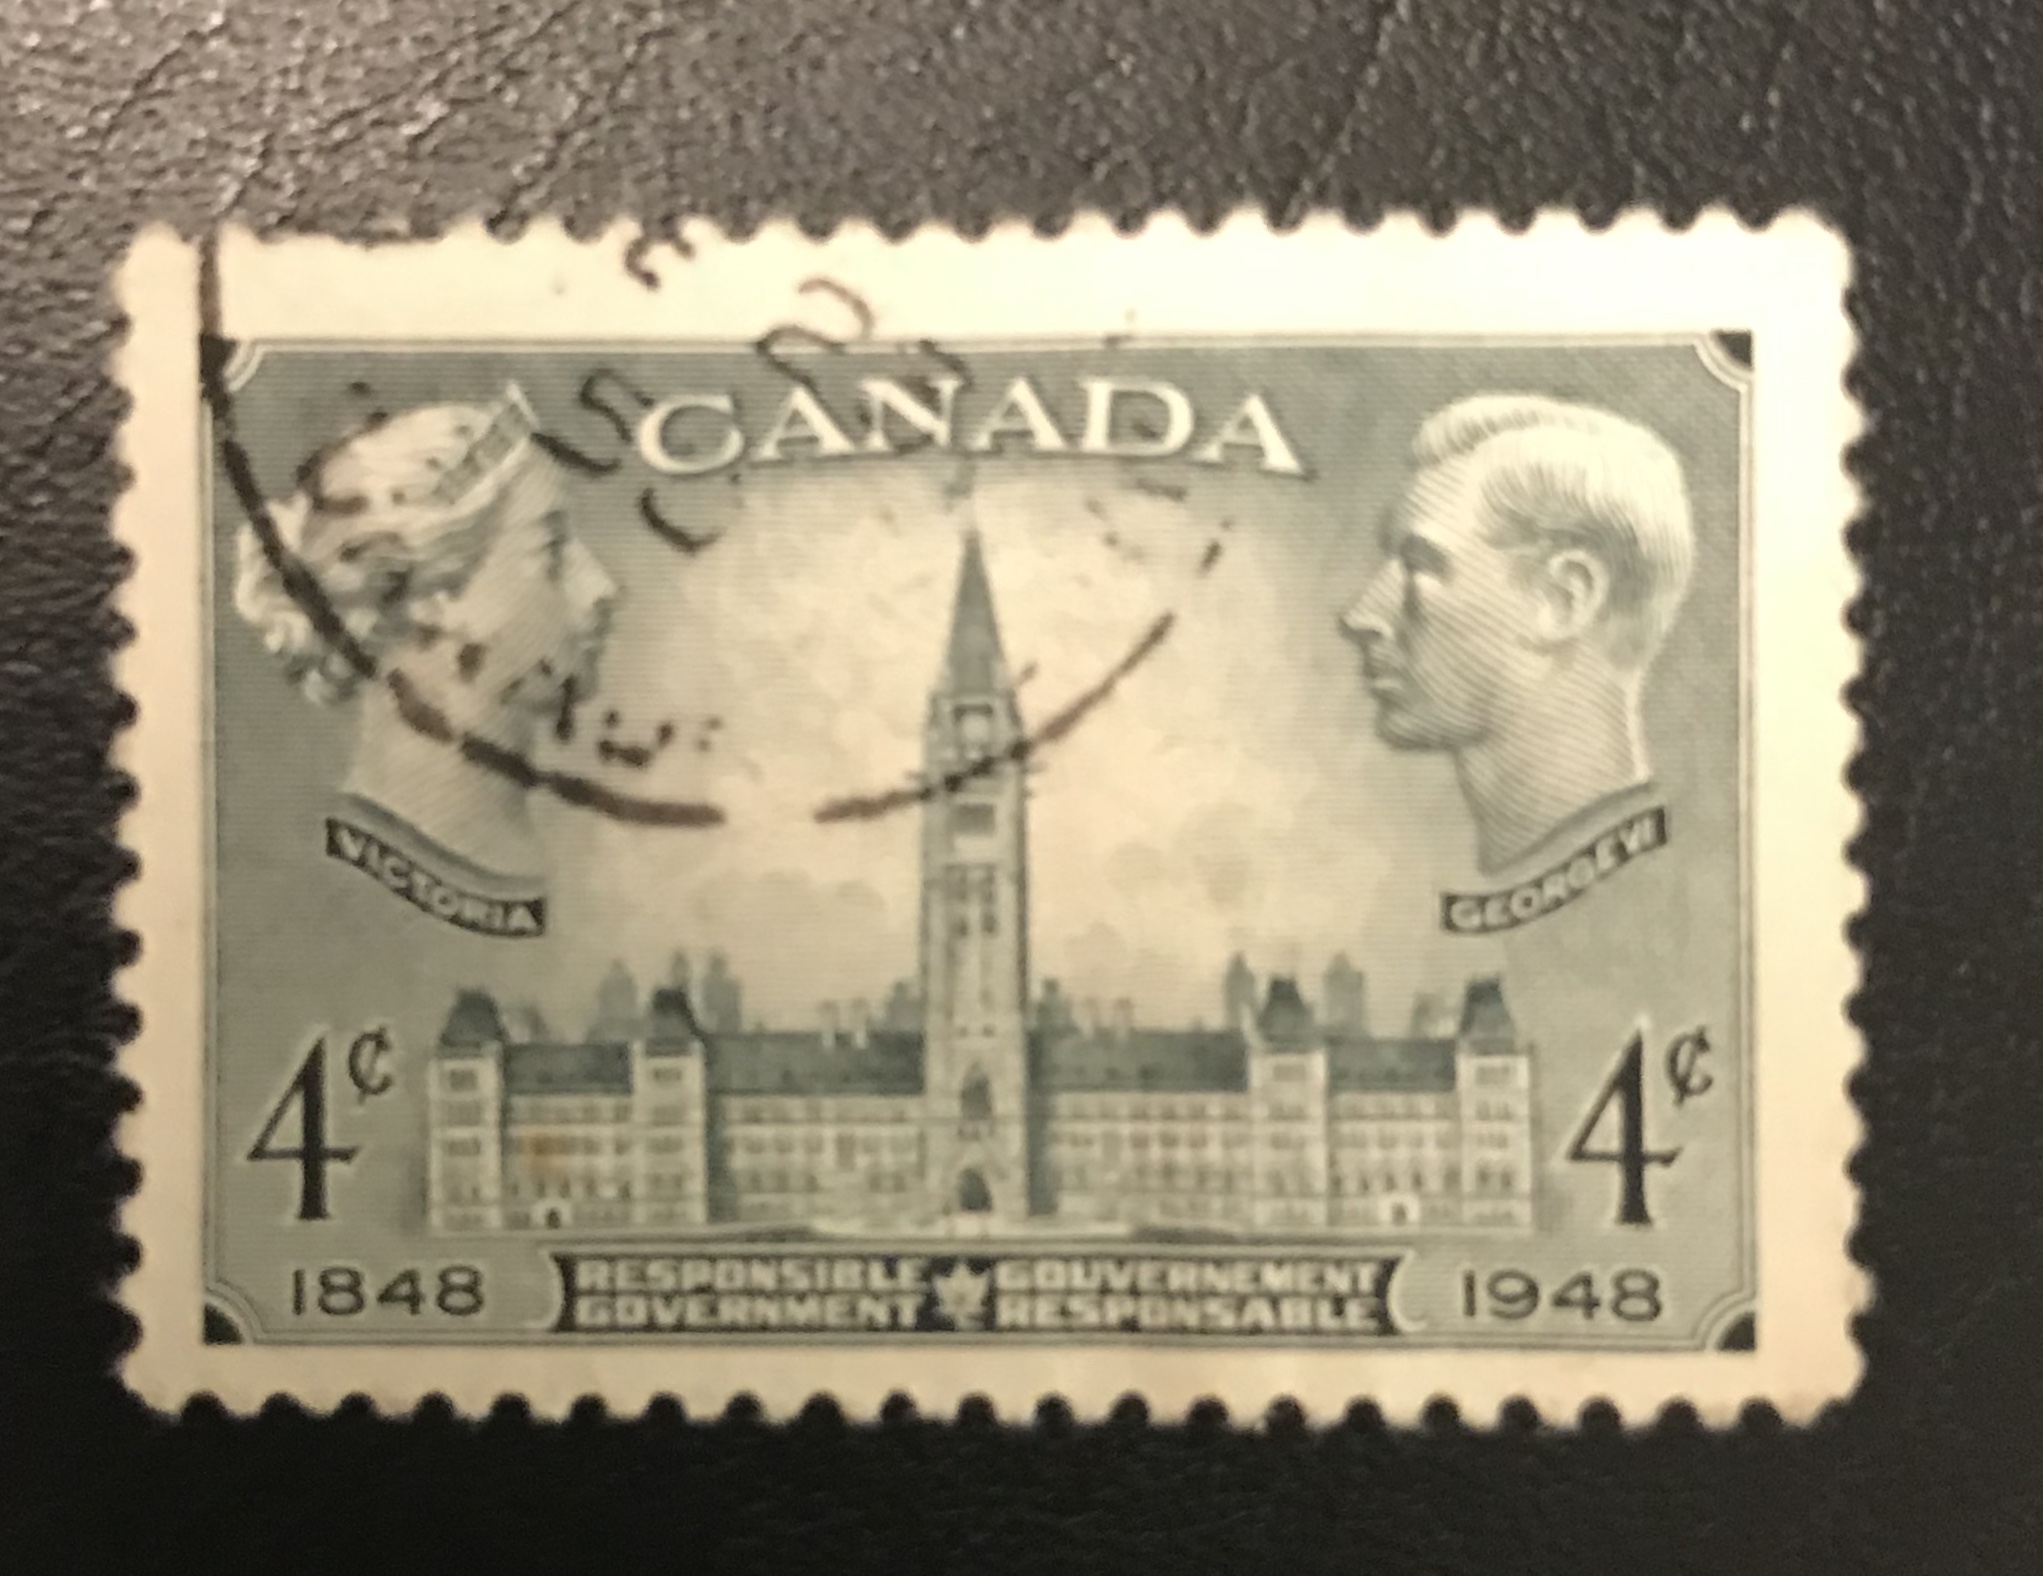 CANADA
VICTORIA
GEORGE VI
4¢
4¢
1848
RESPONSIBLE GOVERNMENT
GOUVERNEMENT RESPONSABLE
1948